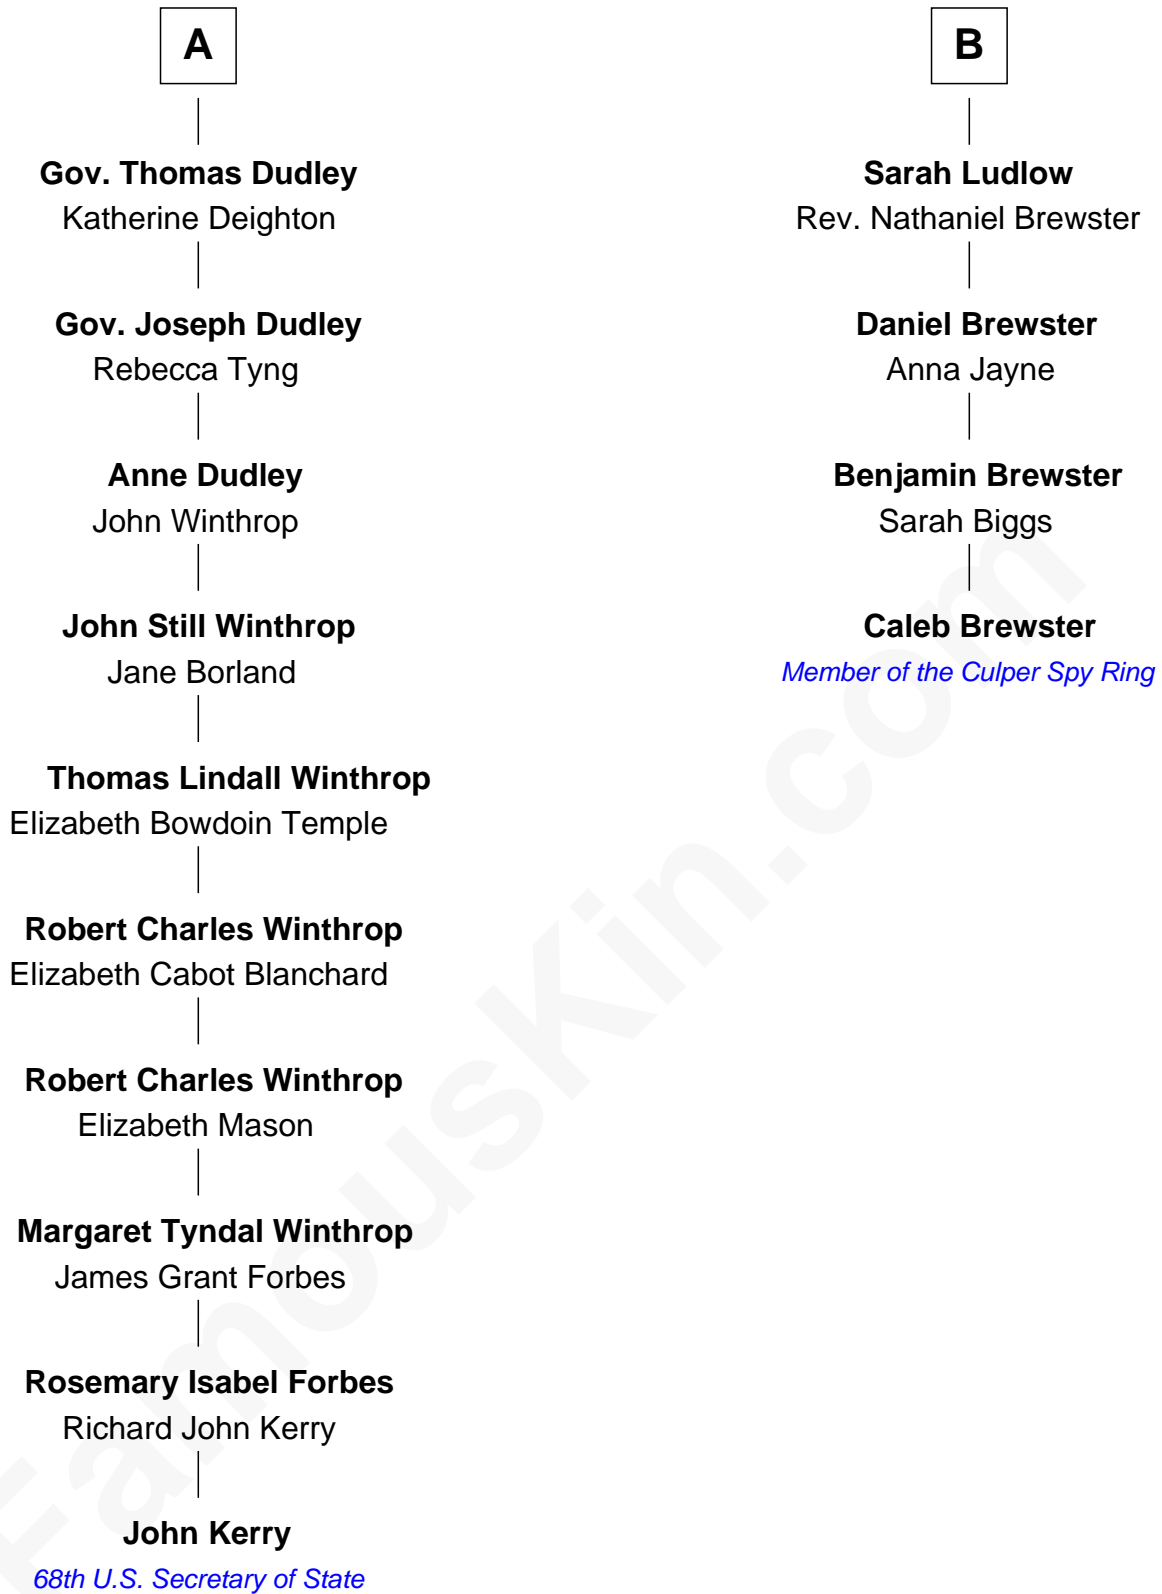 A
Gov. Thomas Dudley
Katherine Deighton
Gov. Joseph Dudley
Rebecca Tyng
Anne Dudley
John Winthrop
John Still Winthrop
Jane Borland
Thomas Lindall Winthrop
Elizabeth Bowdoin Temple
Robert Charles Winthrop
Elizabeth Cabot Blanchard
Robert Charles Winthrop
Elizabeth Mason
Margaret Tyndal Winthrop
James Grant Forbes
Rosemary Isabel Forbes
Richard John Kerry
John Kerry
68th U.S. Secretary of State
B
Sarah Ludlow
Rev. Nathaniel Brewster
Daniel Brewster
Anna Jayne
Benjamin Brewster
Sarah Biggs
Caleb Brewster
Member of the Culper Spy Ring
FamousKin.com